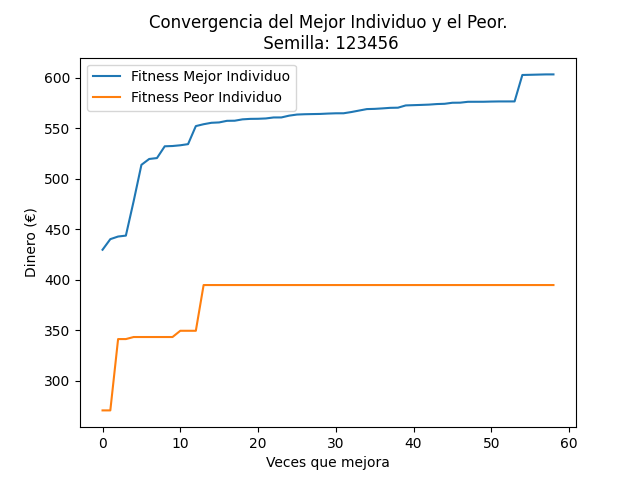 Convergencia del Mejor Individuo y el Peor.
Semilla: 123456
Fitness Mejor Individuo
Fitness Peor Individuo
Dinero (€)
600
550
500
450
400
350
300
0 10 20 30 40 50 60
Veces que mejora